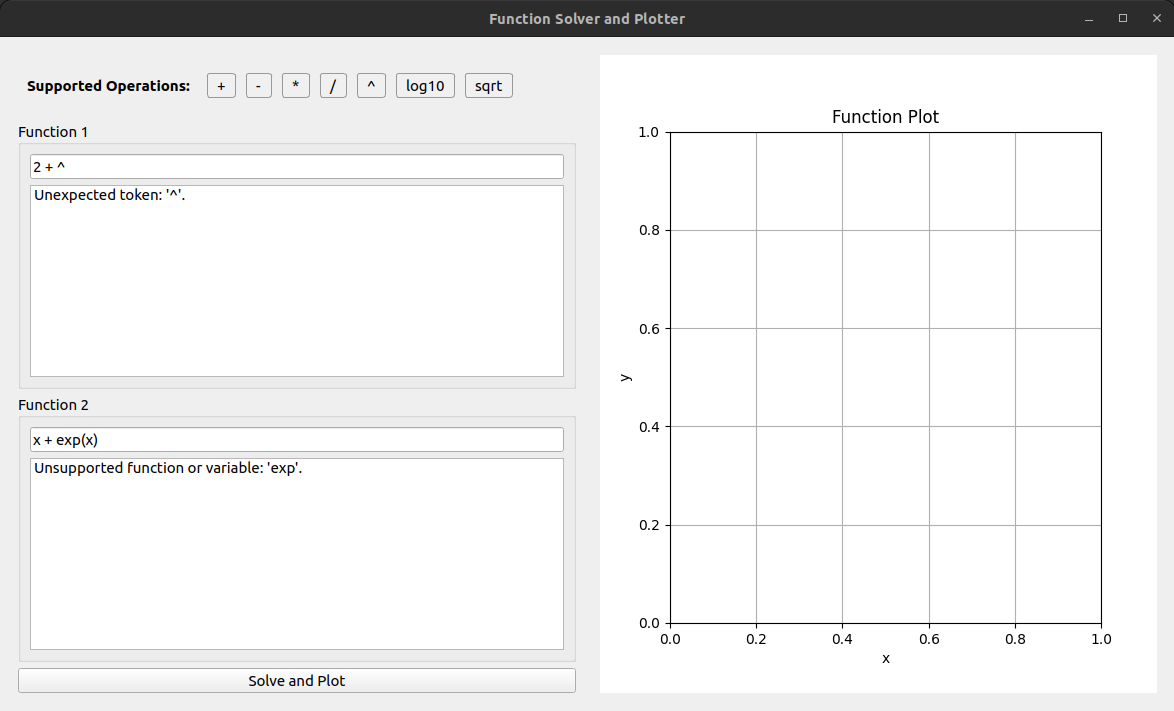 Function Solver and Plotter
Supported Operations: + - * / ^ log10 sqrt
Function 1
2 + ^
Unexpected token: '^'.
Function 2
x + exp(x)
Unsupported function or variable: 'exp'.
Solve and Plot
Function Plot
1.0
0.8
0.6
0.4
0.2
0.0
y
0.0 0.2 0.4 0.6 0.8 1.0
x